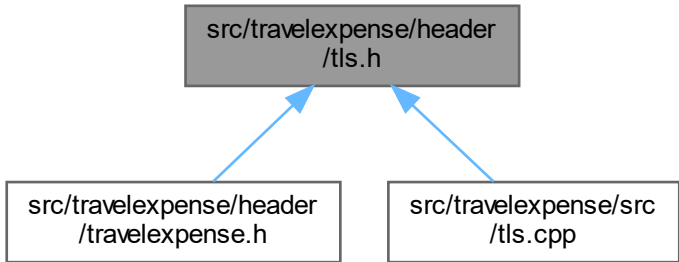 src/travelexpense/header
/tls.h
src/travelexpense/header
/travelexpense.h
src/travelexpense/src
/tls.cpp